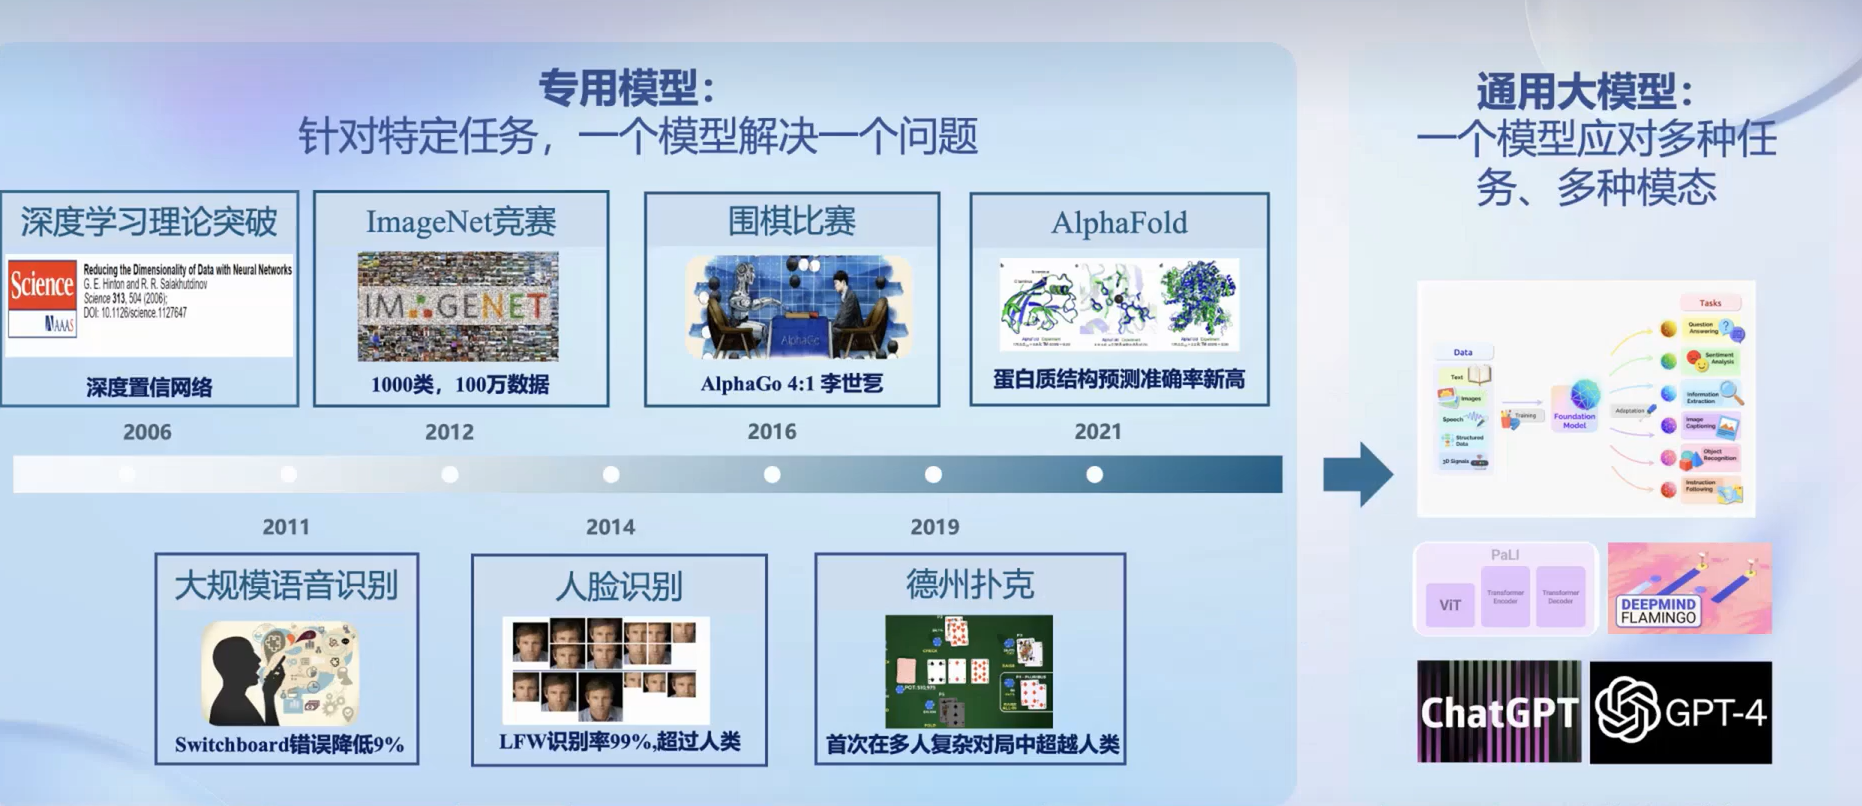 专用模型：
针对特定任务，一个模型解决一个问题
深度学习理论突破
Science
AAAS
Reducing the Dimensionality of Data with Neural Networks
G. E. Hinton and R. R. Salakhutdinov
Science 313, 504 (2006);
DOI: 10.1126/science.1127647
深度置信网络
ImageNet竞赛
IMAGENET
1000类，100万数据
围棋比赛
AlphaGo
AlphaGo 4:1 李世乭
AlphaFold
蛋白质结构预测准确率新高
2006
2012
2016
2021
2011
2014
2019
大规模语音识别
Switchboard错误降低9%
人脸识别
LFW识别率99%,超过人类
德州扑克
首次在多人复杂对局中超越人类
通用大模型：
一个模型应对多种任
务、多种模态
Data
Text
Images
Speech
Structured
Data
3D Signals
Training
Foundation
Model
Adaptation
Tasks
Question
Answering
Sentiment
Analysis
Information
Extraction
Image
Captioning
Object
Recognition
Instruction
Following
PaLI
ViT
Transformer
Encoder
Transformer
Decoder
DEEPMIND
FLAMINGO
ChatGPT
GPT-4